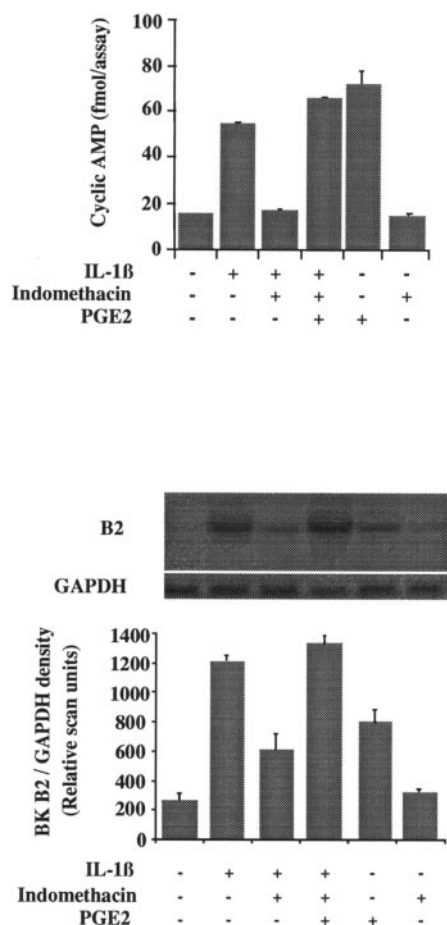 Cyclic AMP (fmol/assay)
100
80
60
40
20
0
IL-1ß - + + + - -
Indomethacin - - + + - +
PGE2 - - - + + -
B2
GAPDH
BK B2 / GAPDH density
(Relative scan units)
1400
1200
1000
800
600
400
200
0
IL-1ß - + + + - -
Indomethacin - - + + - +
PGE2 - - - + + -